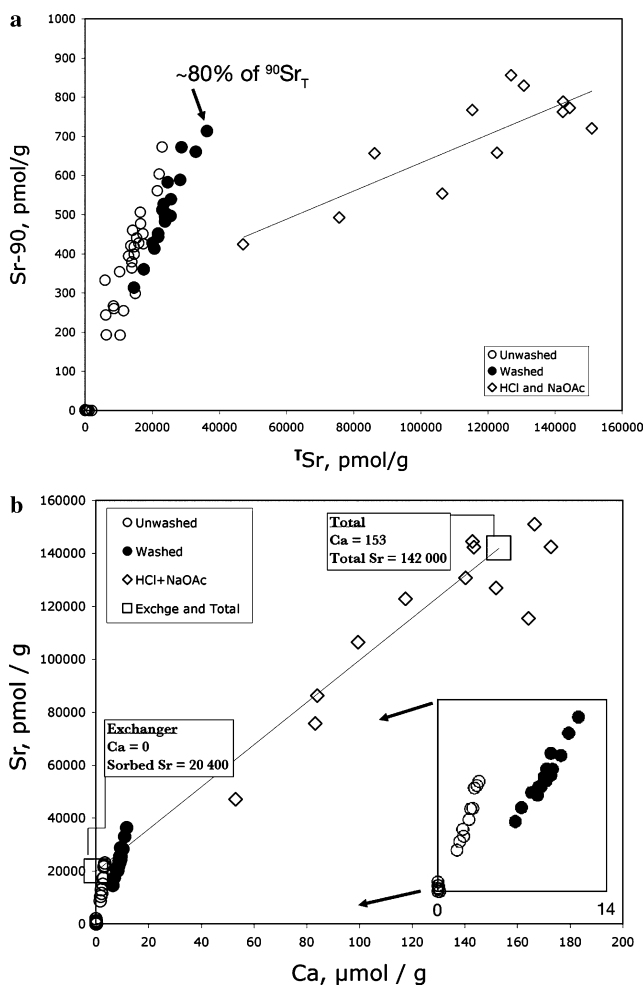 a
1000
900
800
700
600
500
400
300
200
100
0
Sr-90, pmol/g
~80% of ⁹⁰Sr_T
Unwashed
Washed
HCl and NaOAc
0 20000 40000 60000 80000 100000 120000 140000 160000
ᵀSr, pmol/g
b
160000
140000
120000
100000
80000
60000
40000
20000
0
Sr, pmol / g
Unwashed
Washed
HCl+NaOAc
Exchge and Total
Total
Ca = 153
Total Sr = 142 000
Exchanger
Ca = 0
Sorbed Sr = 20 400
0 14
0 20 40 60 80 100 120 140 160 180 200
Ca, µmol / g